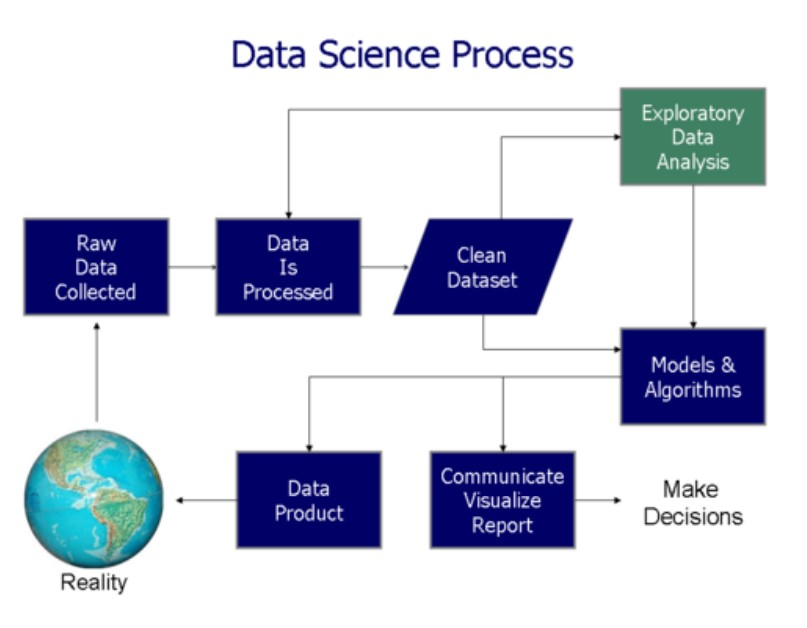 Data Science Process
Exploratory
Data
Analysis
Raw
Data
Collected
Data
Is
Processed
Clean
Dataset
Models &
Algorithms
Data
Product
Communicate
Visualize
Report
Make
Decisions
Reality